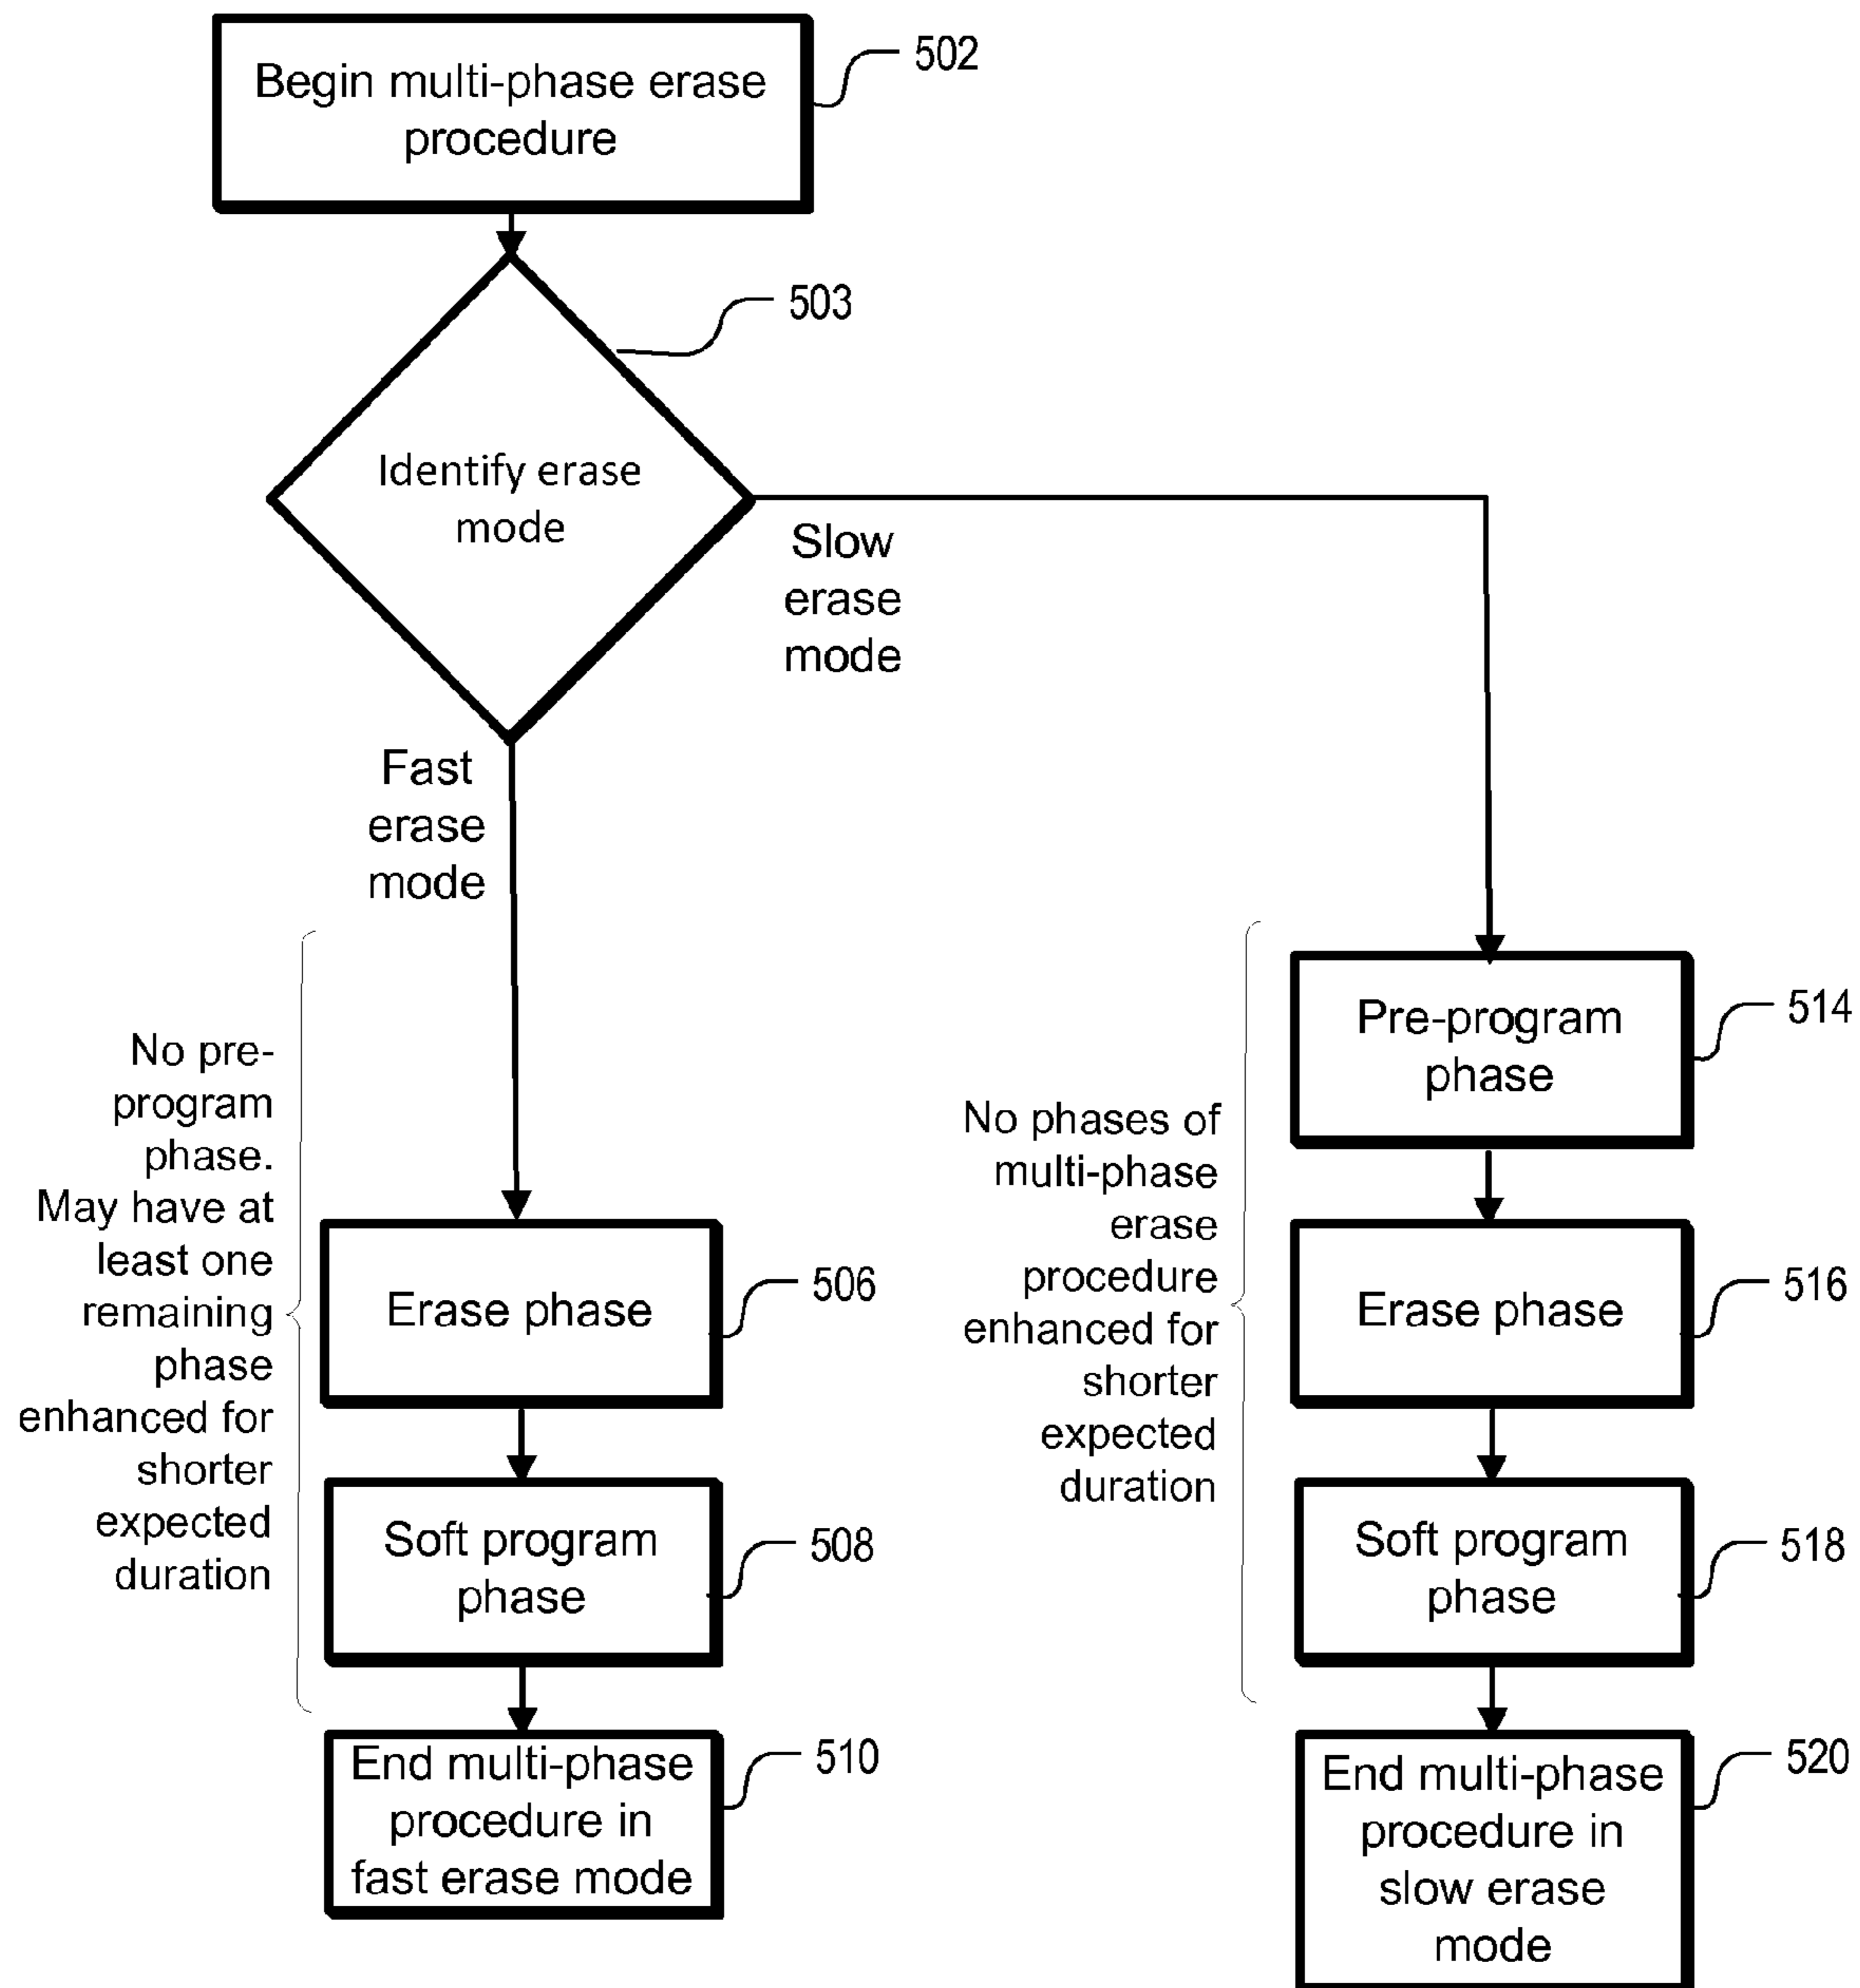 Begin multi-phase erase
procedure
502
503
Identify erase
mode
Slow
erase
mode
Fast
erase
mode
No pre-
program
phase.
May have at
least one
remaining
phase
enhanced for
shorter
expected
duration
Erase phase
506
Soft program
phase
508
End multi-phase
procedure in
fast erase mode
510
No phases of
multi-phase
erase
procedure
enhanced for
shorter
expected
duration
Pre-program
phase
514
Erase phase
516
Soft program
phase
518
End multi-phase
procedure in
slow erase
mode
520